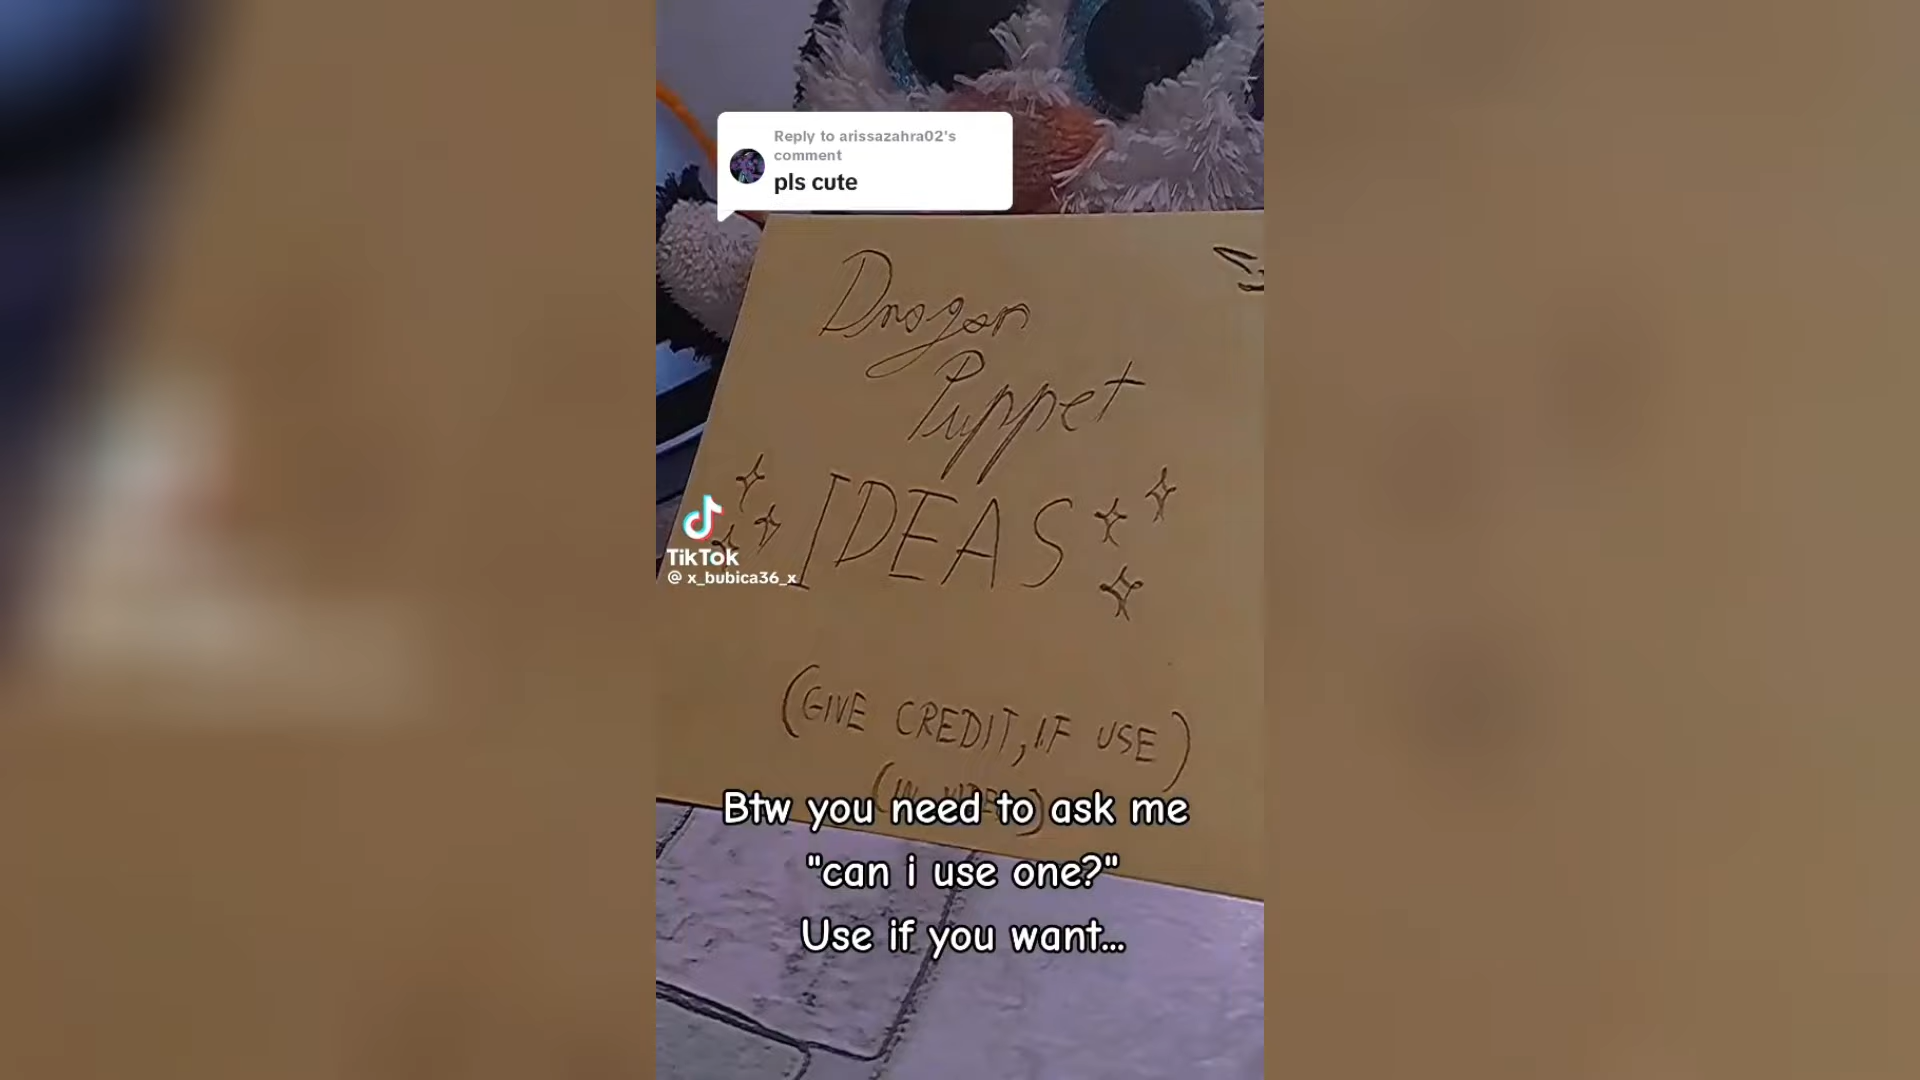 Reply to arissazahra02's
comment
pls cute
Dragon
Puppet
IDEAS
TikTok
@ x_bubica36_x
(GIVE CREDIT, IF USE)
(IN
Btw you need to ask me
"can i use one?"
Use if you want...